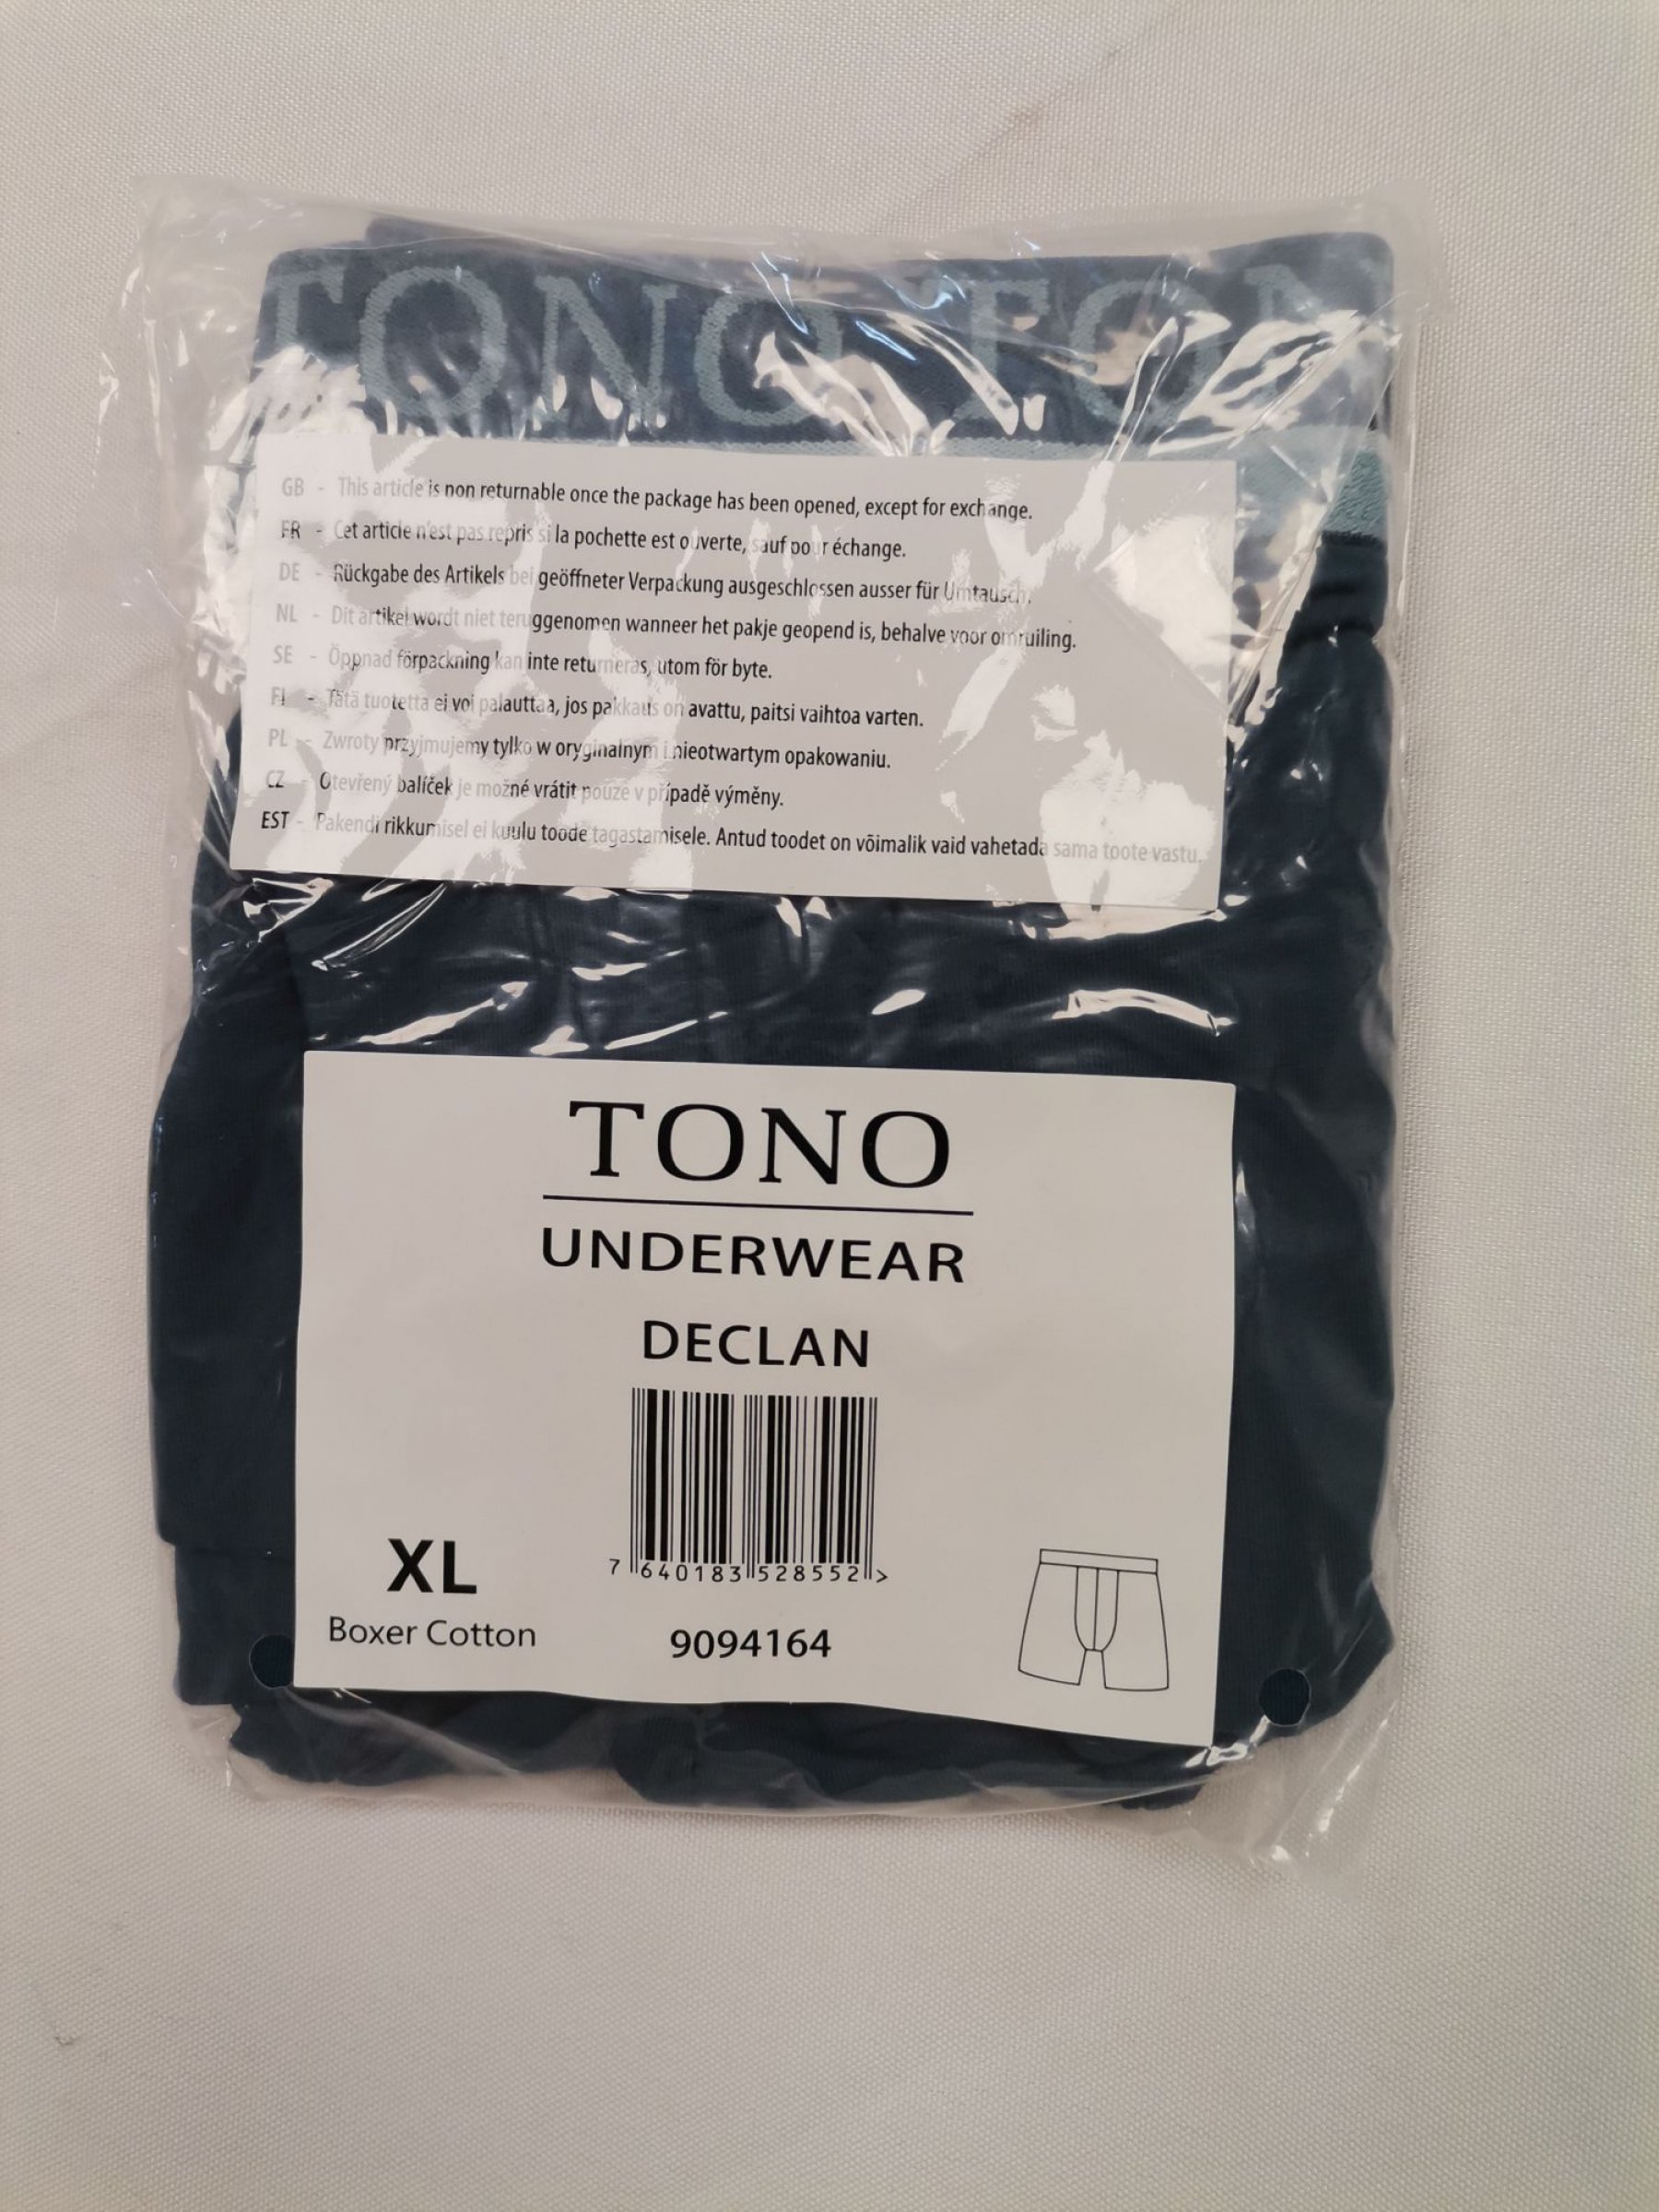 TONO TON
GB - This article is non returnable once the package has been opened, except for exchange.
FR - Cet article n'est pas repris si la pochette est ouverte, sauf pour échange.
DE - Rückgabe des Artikels bei geöffneter Verpackung ausgeschlossen ausser für Umtausch.
NL - Dit artikel wordt niet teruggenomen wanneer het pakje geopend is, behalve voor omruiling.
SE - Öppnad förpackning kan inte returneras, utom för byte.
FI - Tätä tuotetta ei voi palauttaa, jos pakkaus on avattu, paitsi vaihtoa varten.
PL - Zwroty przyjmujemy tylko w oryginalnym i nieotwartym opakowaniu.
CZ - Otevřený balíček je možné vrátit pouze v případě výměny.
EST - Pakendi rikkumisel ei kuulu toode tagastamisele. Antud toodet on võimalik vaid vahetada sama toote vastu.
TONO
UNDERWEAR
DECLAN
7 640183 528552 >
XL
Boxer Cotton
9094164